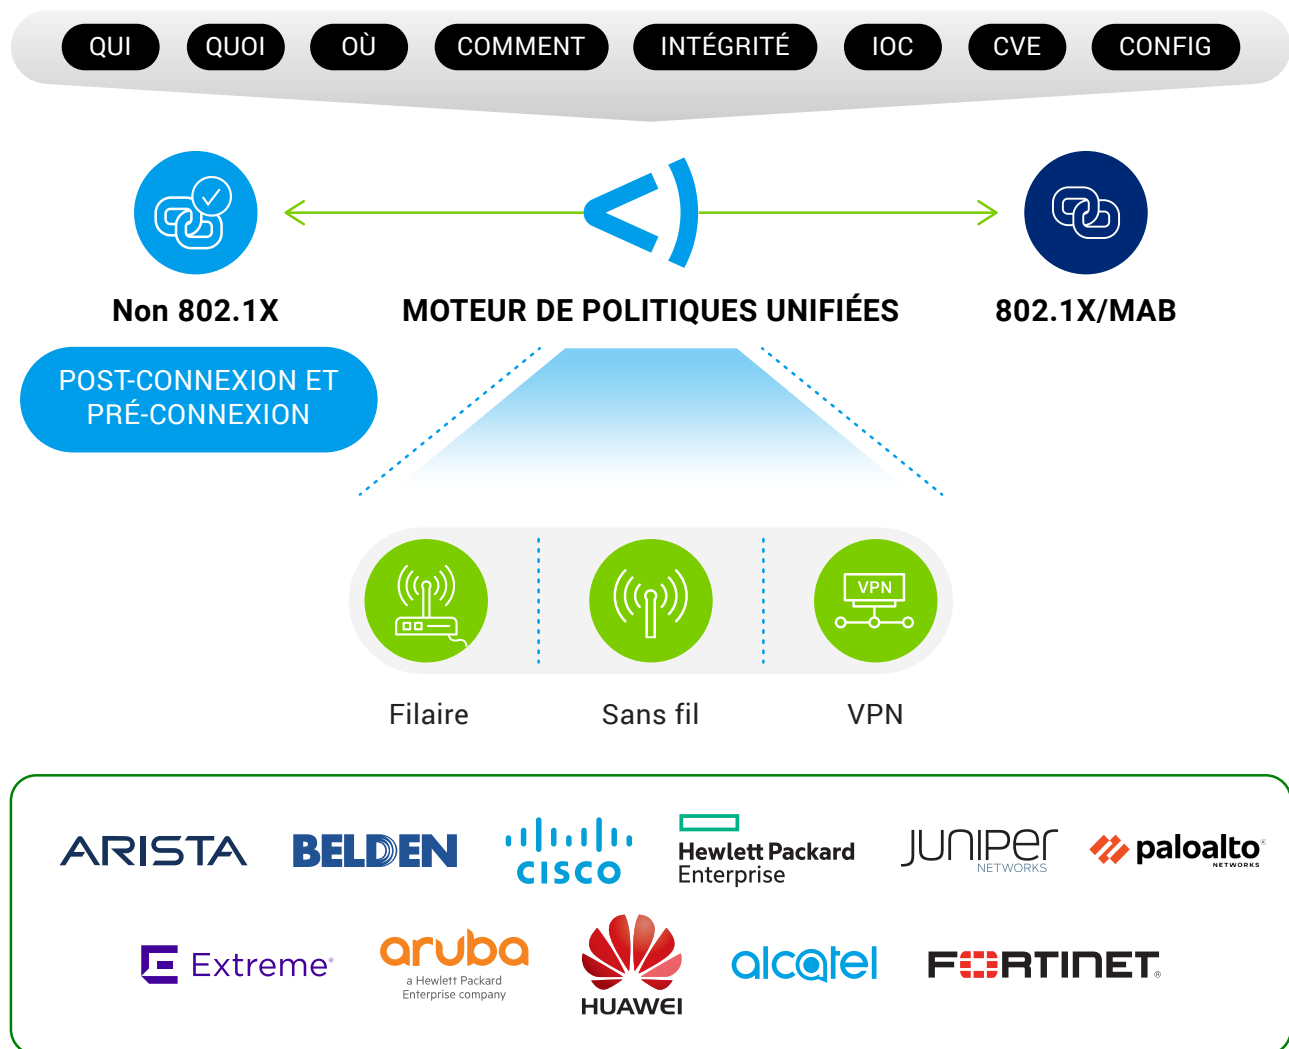 QUI QUOI OÙ COMMENT INTÉGRITÉ IOC CVE CONFIG
Non 802.1X
MOTEUR DE POLITIQUES UNIFIÉES
802.1X/MAB
POST-CONNEXION ET
PRÉ-CONNEXION
VPN
Filaire
Sans fil
VPN
ARISTA
BELDEN
CISCO
Hewlett Packard
Enterprise
JUNIPER
NETWORKS
paloalto®
NETWORKS
Extreme®
aruba
a Hewlett Packard
Enterprise company
HUAWEI
alcatel
FORTINET®